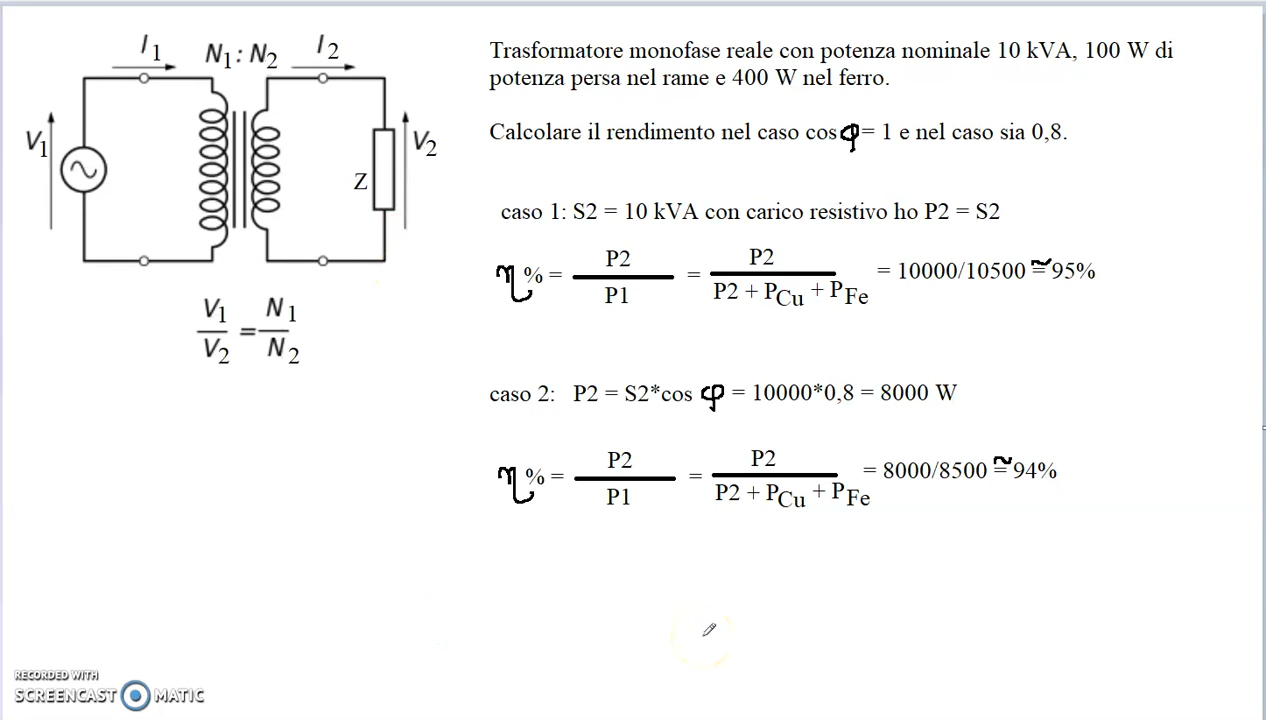 I1 N1 : N2 I2
V1 V2
Z
V1 = N1
V2 N2
Trasformatore monofase reale con potenza nominale 10 kVA, 100 W di
potenza persa nel rame e 400 W nel ferro.
Calcolare il rendimento nel caso cos φ = 1 e nel caso sia 0,8.
caso 1: S2 = 10 kVA con carico resistivo ho P2 = S2
η % = P2 = P2 = 10000/10500 ≅ 95%
P1 P2 + PCu + PFe
caso 2: P2 = S2*cos φ = 10000*0,8 = 8000 W
η % = P2 = P2 = 8000/8500 ≅ 94%
P1 P2 + PCu + PFe
RECORDED WITH
SCREENCAST MATIC